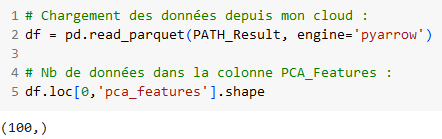 1 # Chargement des données depuis mon cloud :
2 df = pd.read_parquet(PATH_Result, engine='pyarrow')
3
4 # Nb de données dans la colonne PCA_Features :
5 df.loc[0,'pca_features'].shape
(100,)